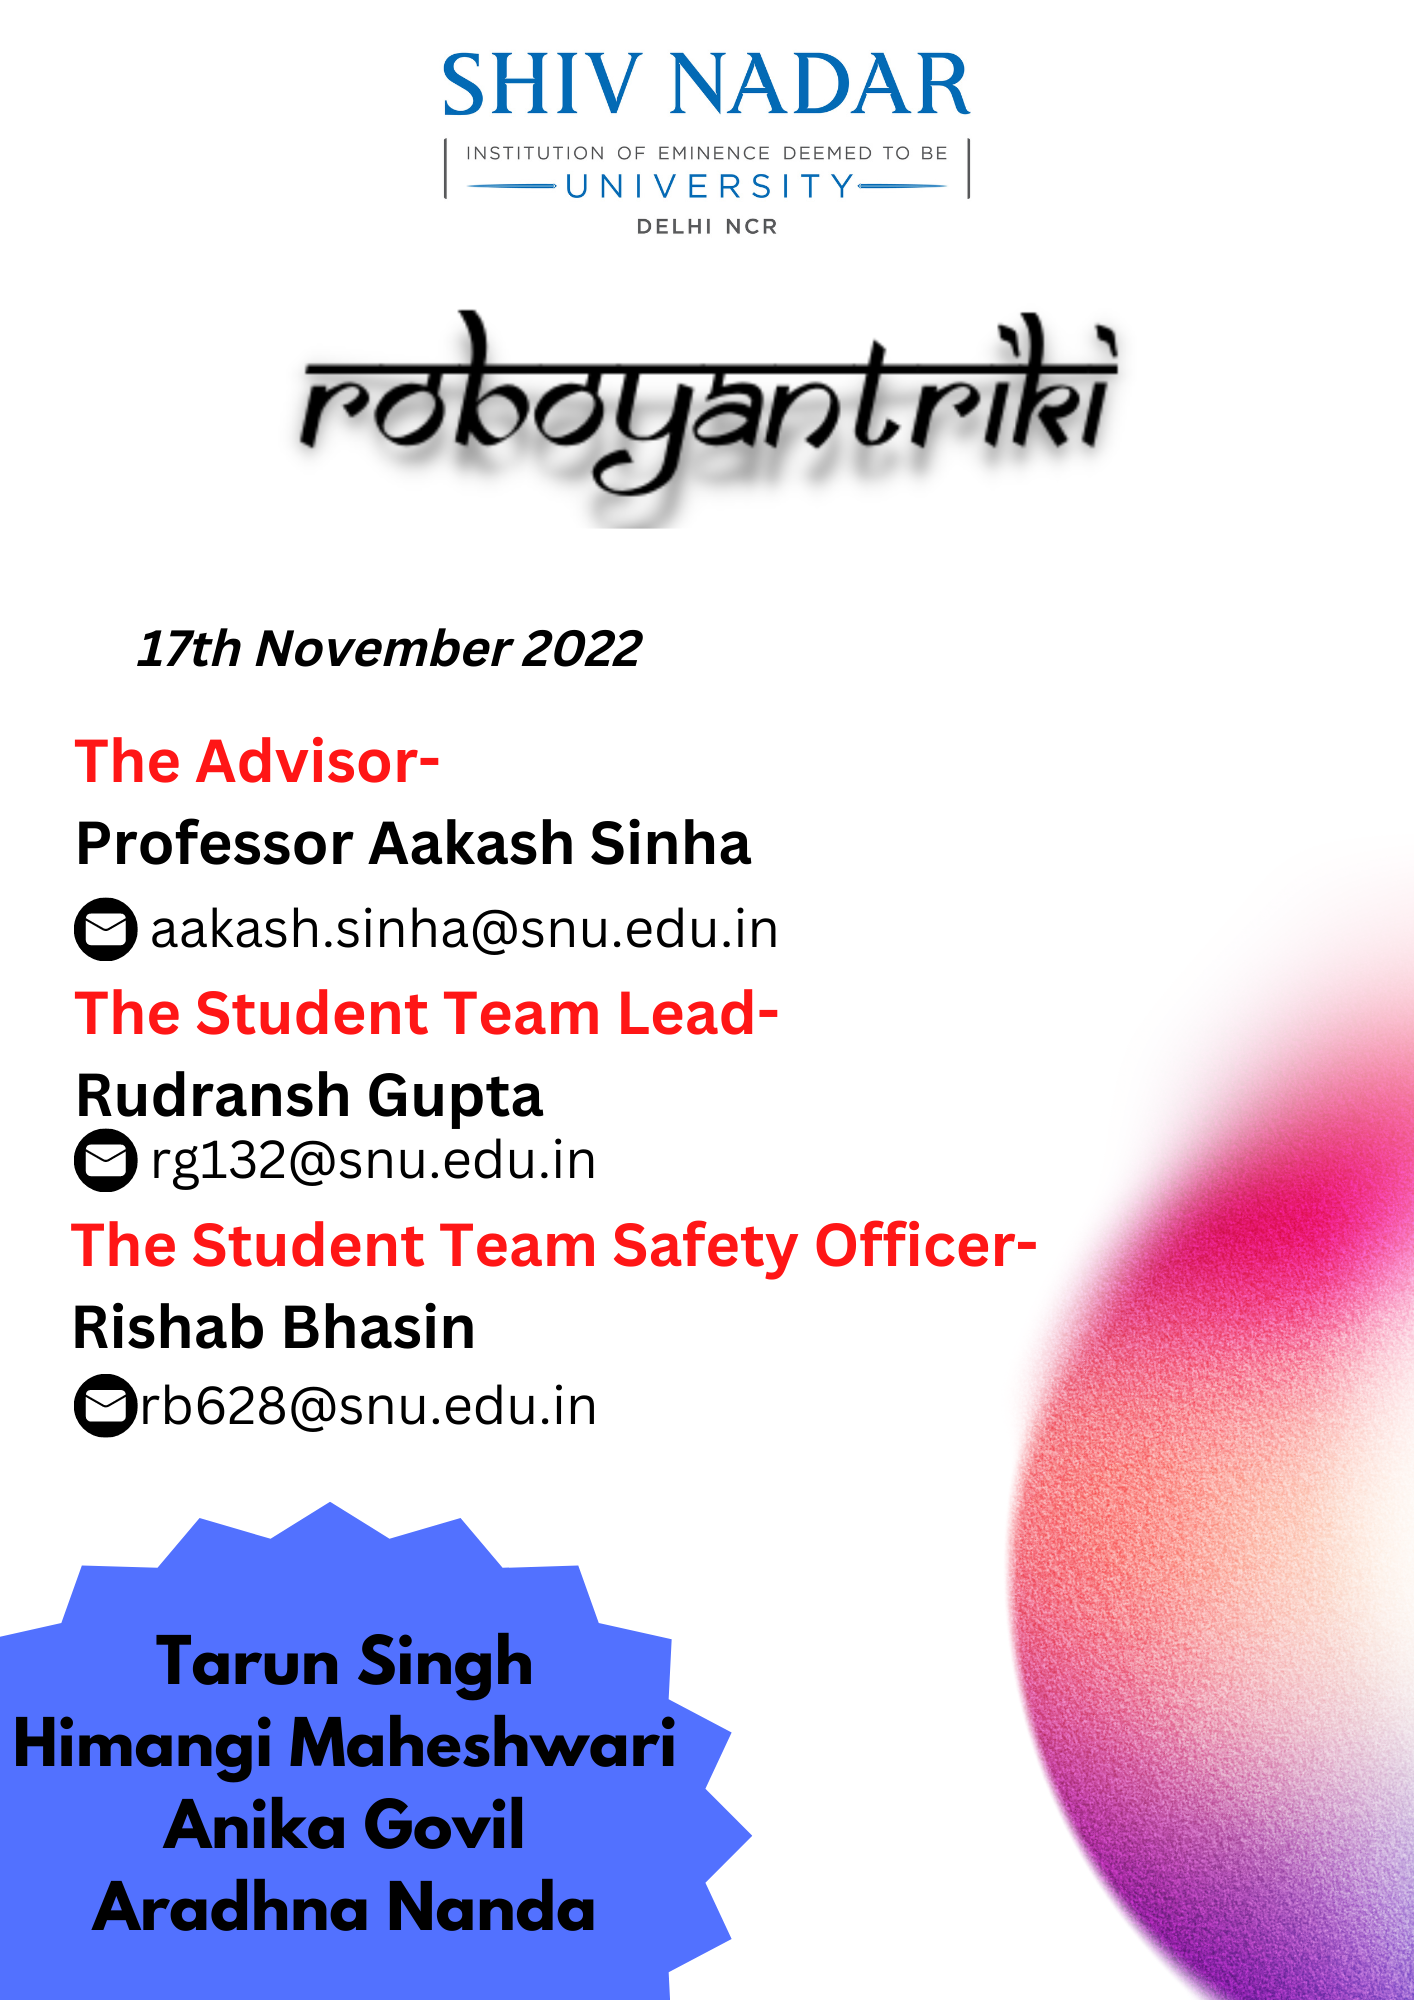 SHIV NADAR
INSTITUTION OF EMINENCE DEEMED TO BE
UNIVERSITY
DELHI NCR
roboyantriki
17th November 2022
The Advisor-
Professor Aakash Sinha
aakash.sinha@snu.edu.in
The Student Team Lead-
Rudransh Gupta
rg132@snu.edu.in
The Student Team Safety Officer-
Rishab Bhasin
rb628@snu.edu.in
Tarun Singh
Himangi Maheshwari
Anika Govil
Aradhna Nanda